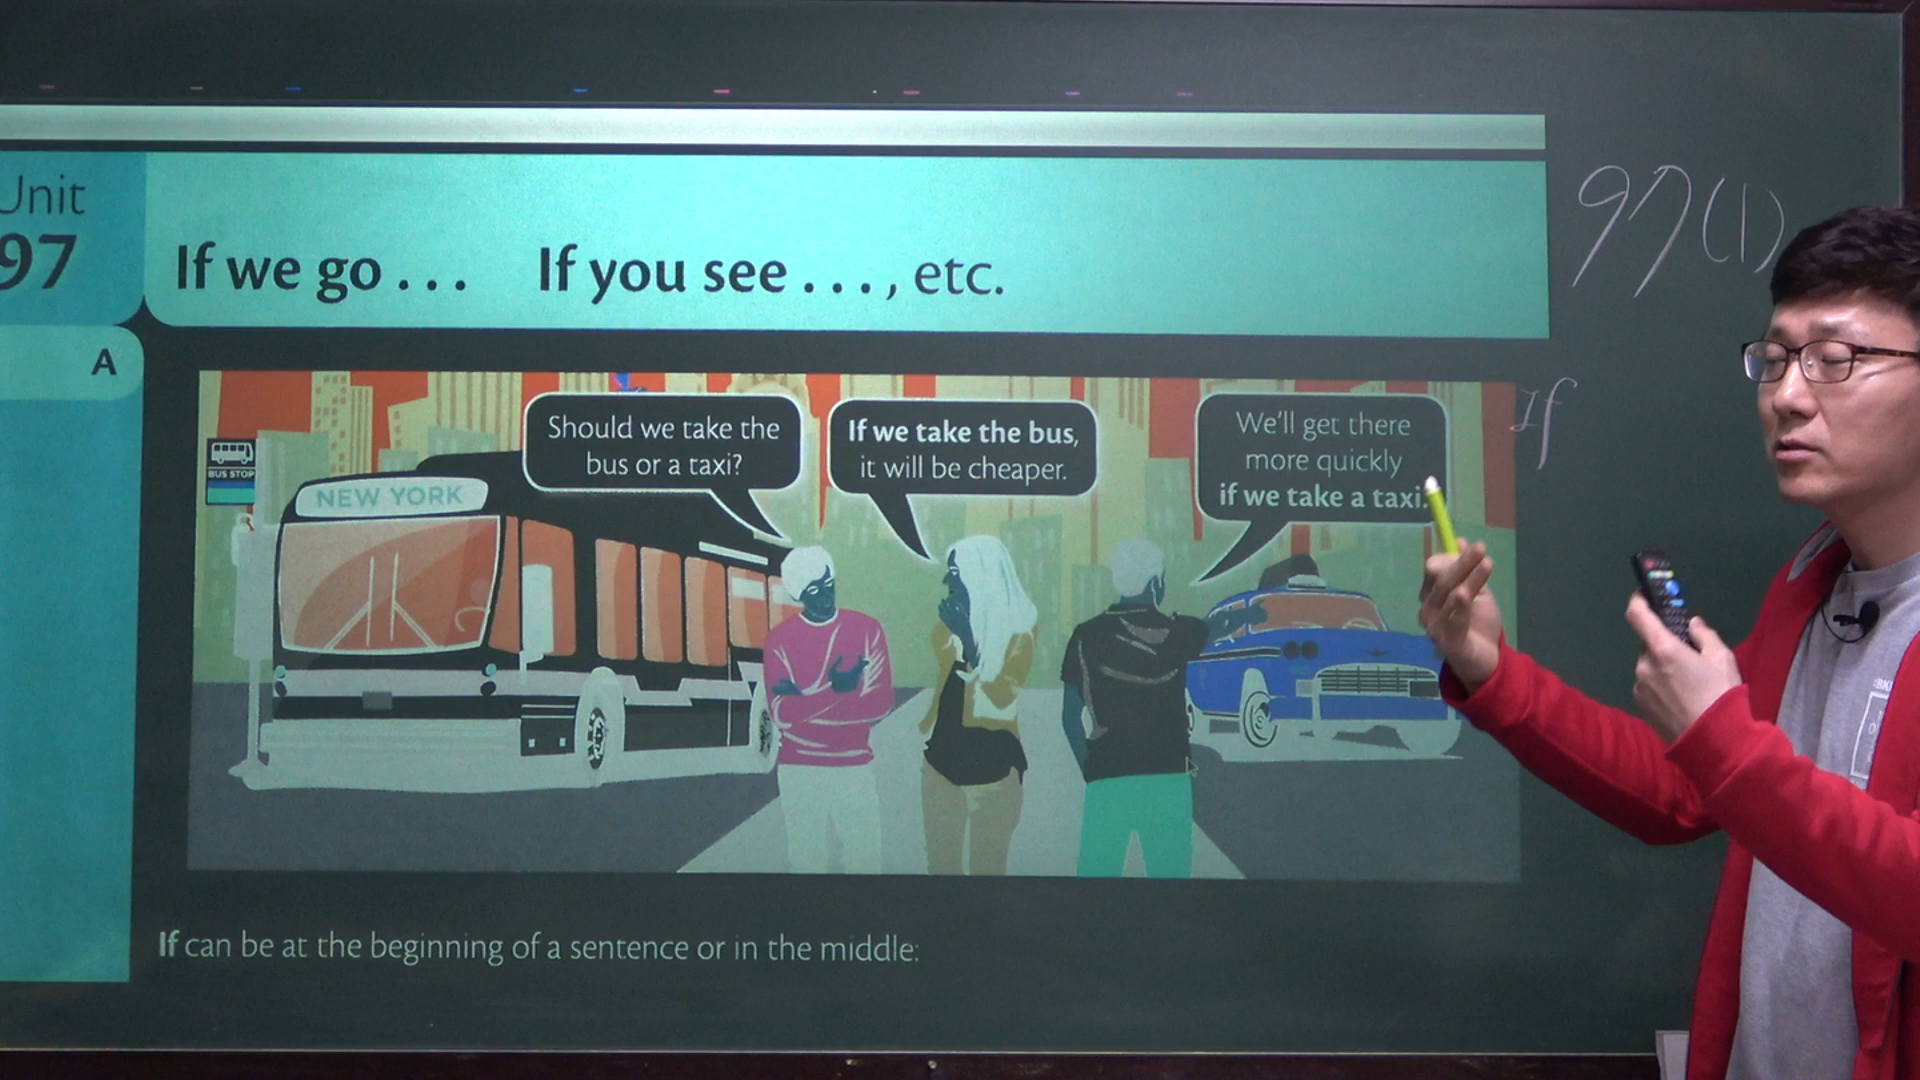 Unit
97
If we go . . .    If you see . . . , etc.
97(1)
A
If
BUS STOP
NEW YORK
Should we take the
bus or a taxi?
If we take the bus,
it will be cheaper.
We'll get there
more quickly
if we take a taxi.
If can be at the beginning of a sentence or in the middle: